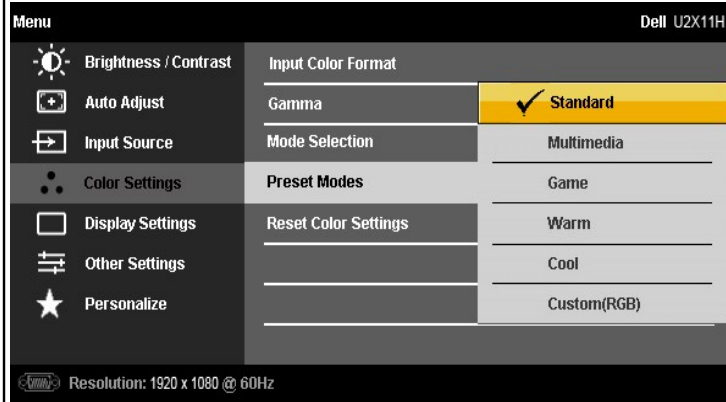 Menu
Dell U2X11H
Brightness / Contrast
Auto Adjust
Input Source
Color Settings
Display Settings
Other Settings
Personalize
Input Color Format
Gamma
Mode Selection
Preset Modes
Reset Color Settings
Standard
Multimedia
Game
Warm
Cool
Custom(RGB)
Resolution: 1920 x 1080 @ 60Hz